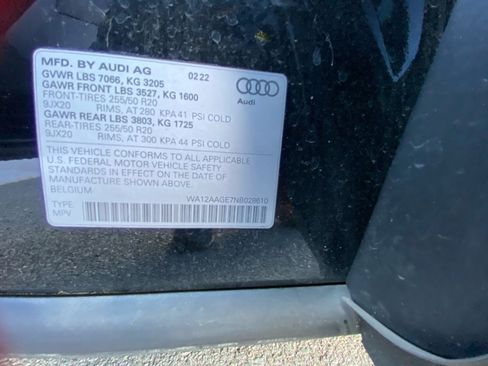 MFD. BY AUDI AG 02 22
GVWR LBS 7066, KG 3205
GAWR FRONT LBS 3527, KG 1600
FRONT-TIRES 255/50 R20
9JX20 RIMS, AT 280 KPA 41 PSI COLD
GAWR REAR LBS 3803, KG 1725
REAR-TIRES 255/50 R20
9JX20 RIMS, AT 300 KPA 44 PSI COLD
Audi
THIS VEHICLE CONFORMS TO ALL APPLICABLE
U.S. FEDERAL MOTOR VEHICLE SAFETY
STANDARDS IN EFFECT ON THE DATE OF
MANUFACTURE SHOWN ABOVE.
BELGIUM
WA12AAGE7NB029610
TYPE:
MPV